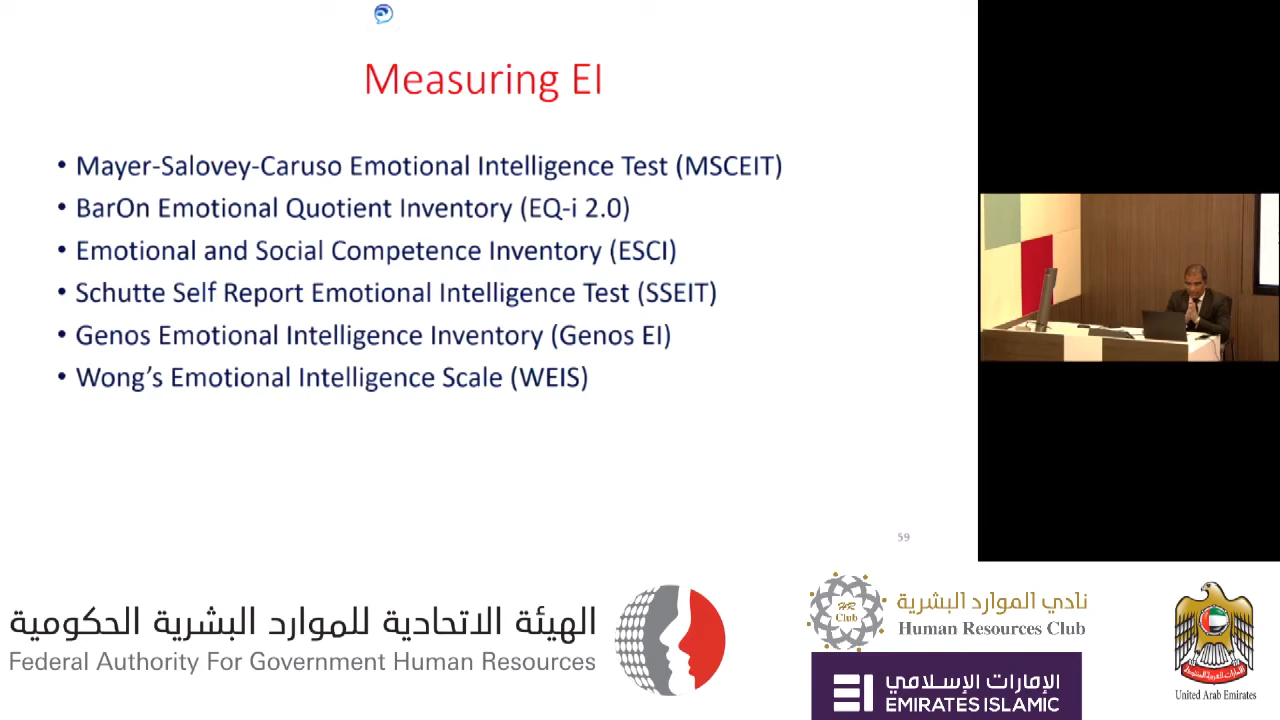 Measuring EI
• Mayer-Salovey-Caruso Emotional Intelligence Test (MSCEIT)
• BarOn Emotional Quotient Inventory (EQ-i 2.0)
• Emotional and Social Competence Inventory (ESCI)
• Schutte Self Report Emotional Intelligence Test (SSEIT)
• Genos Emotional Intelligence Inventory (Genos EI)
• Wong’s Emotional Intelligence Scale (WEIS)
59
الهيئة الاتحادية للموارد البشرية الحكومية
Federal Authority For Government Human Resources
HR
Club
نادي الموارد البشرية
Human Resources Club
الإمارات الإسلامي
EMIRATES ISLAMIC
United Arab Emirates